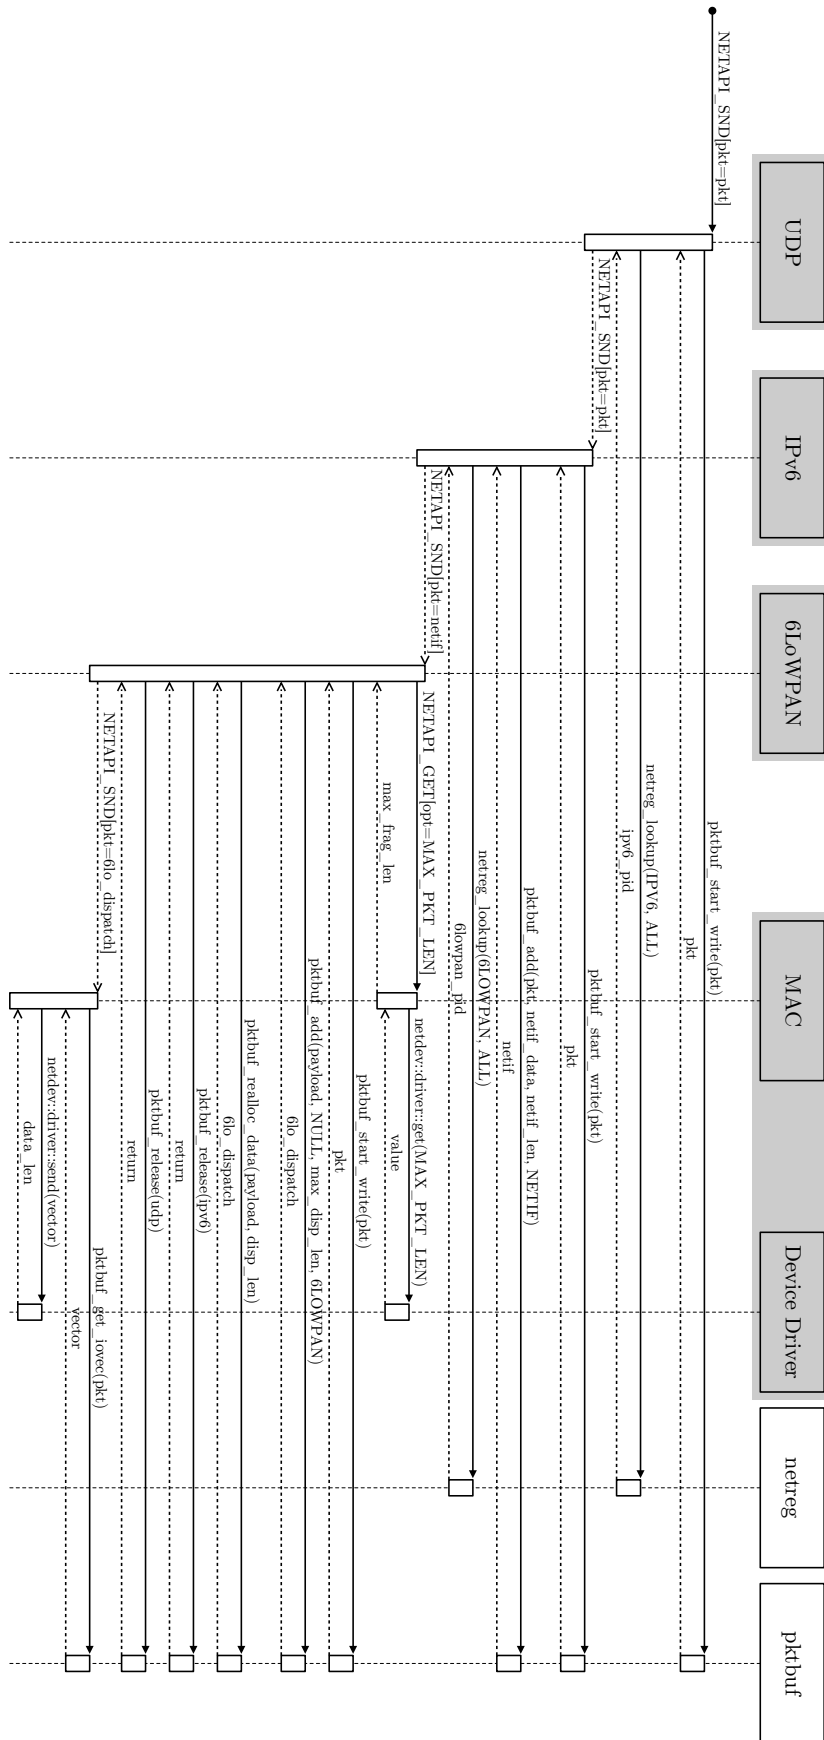 UDP
IPv6
6LoWPAN
MAC
Device Driver
netreg
pktbuf
NETAPI_SND[pkt=pkt]
pktbuf_start_write(pkt)
pkt
netreg_lookup(IPV6, ALL)
ipv6_pid
NETAPI_SND[pkt=pkt]
pktbuf_start_write(pkt)
pkt
pktbuf_add(pkt, netif_data, netif_len, NETIF)
netif
netreg_lookup(6LOWPAN, ALL)
6lowpan_pid
NETAPI_SND[pkt=netif]
NETAPI_GET[opt=MAX_PKT_LEN]
netdev::driver::get(MAX_PKT_LEN)
value
max_frag_len
pktbuf_start_write(pkt)
pkt
pktbuf_add(payload, NULL, max_disp_len, 6LOWPAN)
6lo_dispatch
pktbuf_realloc_data(payload, disp_len)
6lo_dispatch
pktbuf_release(ipv6)
return
pktbuf_release(udp)
return
NETAPI_SND[pkt=6lo_dispatch]
pktbuf_get_iovec(pkt)
vector
netdev::driver::send(vector)
data_len